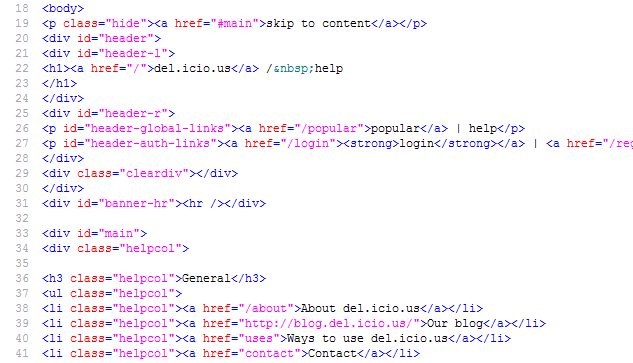 18 <body>
19 <p class="hide"><a href="#main">skip to content</a></p>
20 <div id="header">
21 <div id="header-l">
22 <h1><a href="/">del.icio.us</a> /&nbsp;help
23 </h1>
24 </div>
25 <div id="header-r">
26 <p id="header-global-links"><a href="/popular">popular</a> | help</p>
27 <p id="header-auth-links"><a href="/login"><strong>login</strong></a> | <a href="/reg
28 </div>
29 <div class="cleardiv"></div>
30 </div>
31 <div id="banner-hr"><hr /></div>
32
33 <div id="main">
34 <div class="helpcol">
35
36 <h3 class="helpcol">General</h3>
37 <ul class="helpcol">
38 <li class="helpcol"><a href="/about">About del.icio.us</a></li>
39 <li class="helpcol"><a href="http://blog.del.icio.us/">Our blog</a></li>
40 <li class="helpcol"><a href="uses">Ways to use del.icio.us</a></li>
41 <li class="helpcol"><a href="contact">Contact</a></li>